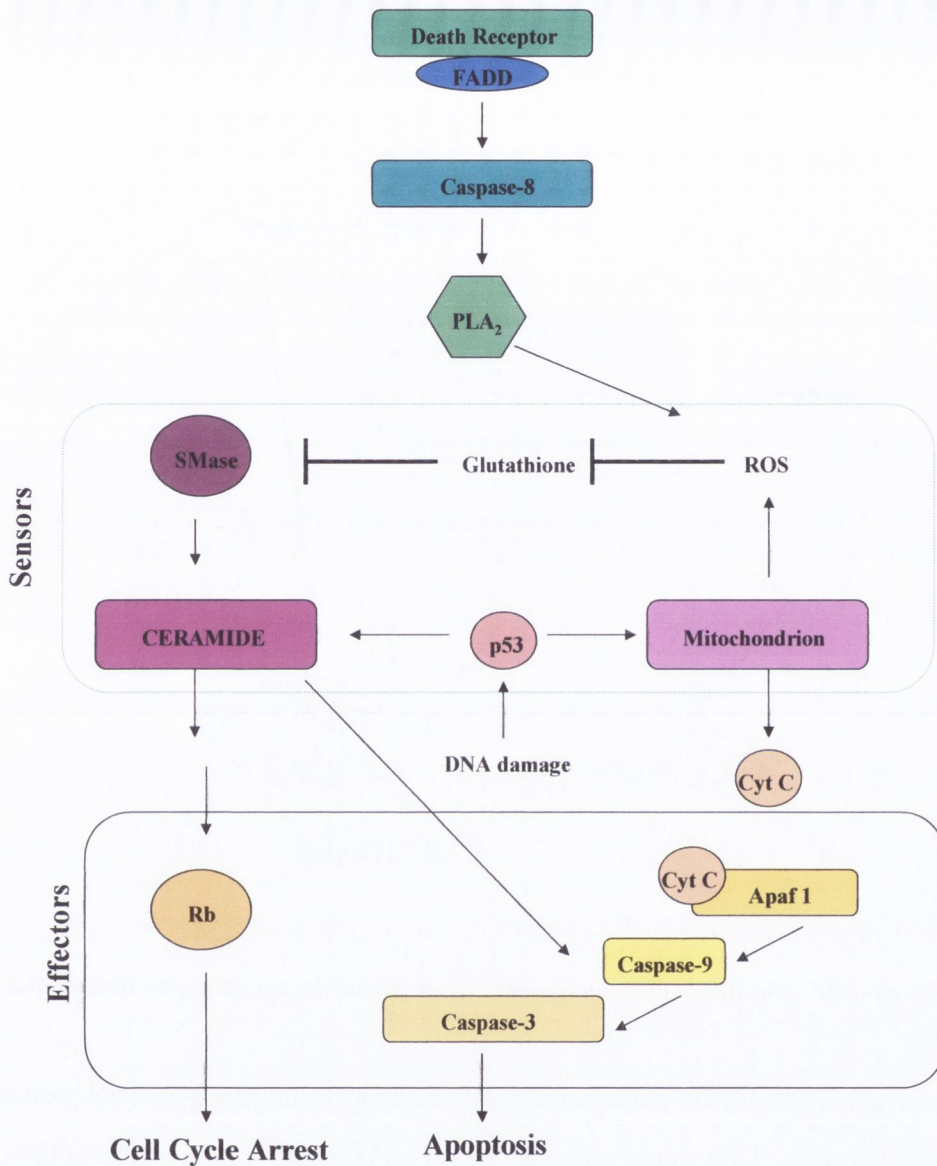 Death Receptor
FADD
Caspase-8
PLA₂
SMase
Glutathione
ROS
Sensors
CERAMIDE
p53
Mitochondrion
DNA damage
Cyt C
Effectors
Rb
Cyt C
Apaf 1
Caspase-9
Caspase-3
Cell Cycle Arrest
Apoptosis